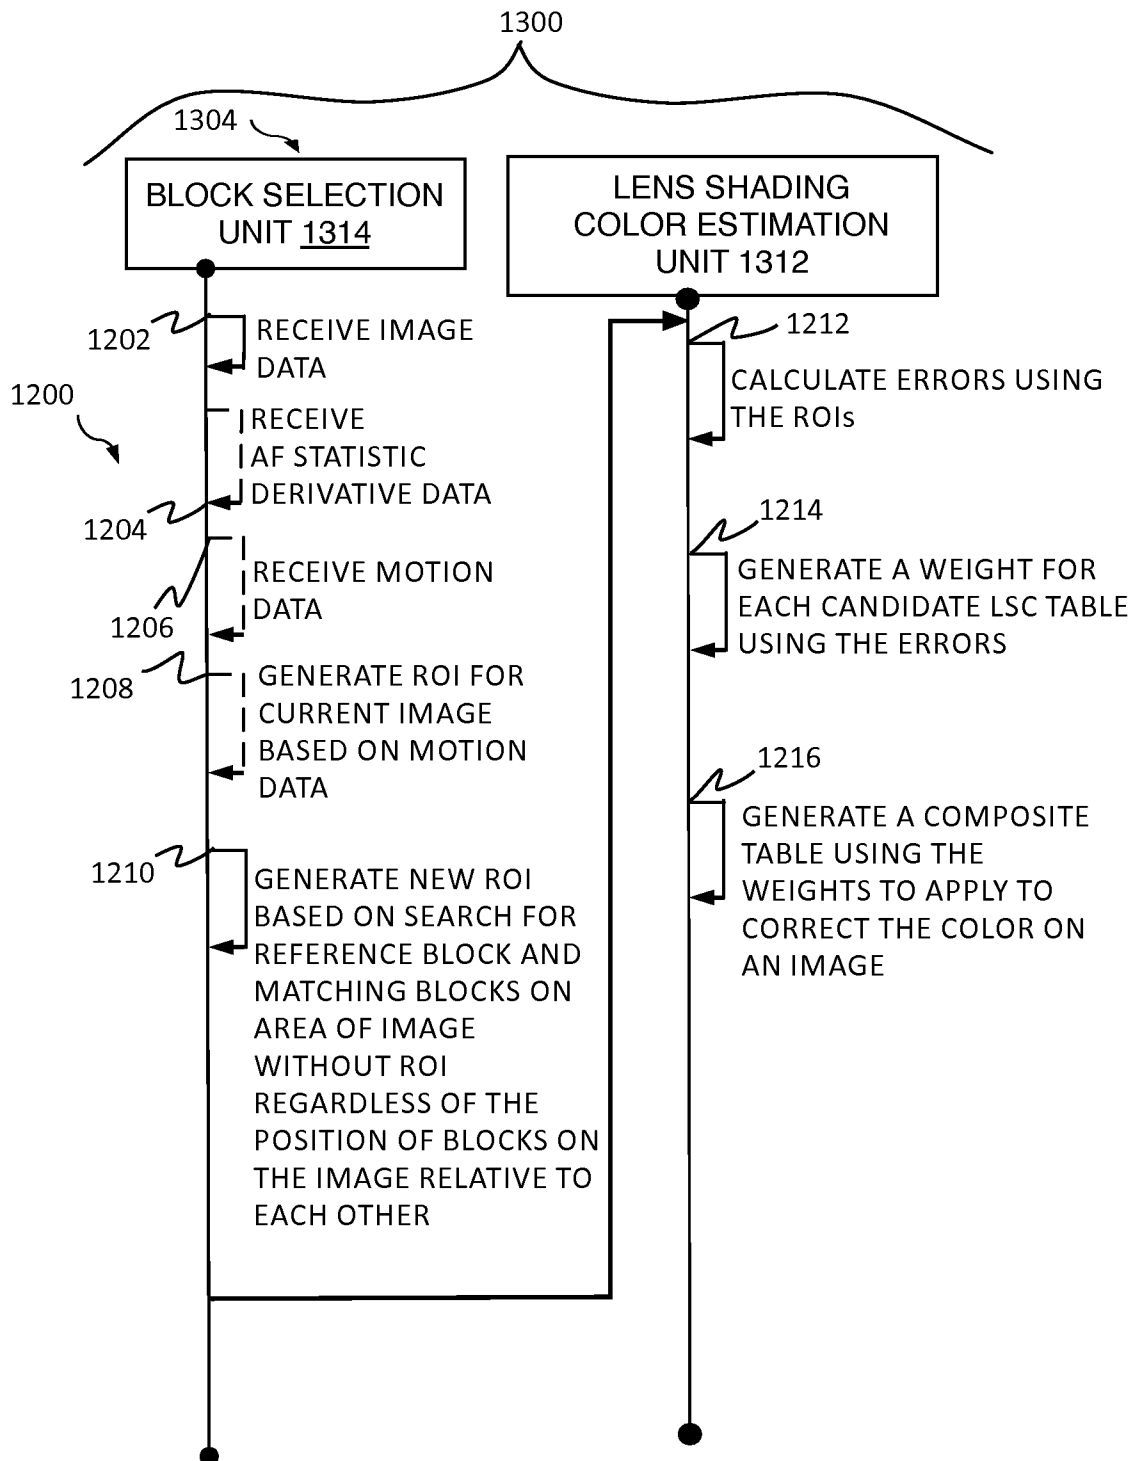 1300
1304
BLOCK SELECTION
UNIT 1314
LENS SHADING
COLOR ESTIMATION
UNIT 1312
1200
1202
RECEIVE IMAGE
DATA
1204
RECEIVE
AF STATISTIC
DERIVATIVE DATA
1206
RECEIVE MOTION
DATA
1208
GENERATE ROI FOR
CURRENT IMAGE
BASED ON MOTION
DATA
1210
GENERATE NEW ROI
BASED ON SEARCH FOR
REFERENCE BLOCK AND
MATCHING BLOCKS ON
AREA OF IMAGE
WITHOUT ROI
REGARDLESS OF THE
POSITION OF BLOCKS ON
THE IMAGE RELATIVE TO
EACH OTHER
1212
CALCULATE ERRORS USING
THE ROIs
1214
GENERATE A WEIGHT FOR
EACH CANDIDATE LSC TABLE
USING THE ERRORS
1216
GENERATE A COMPOSITE
TABLE USING THE
WEIGHTS TO APPLY TO
CORRECT THE COLOR ON
AN IMAGE